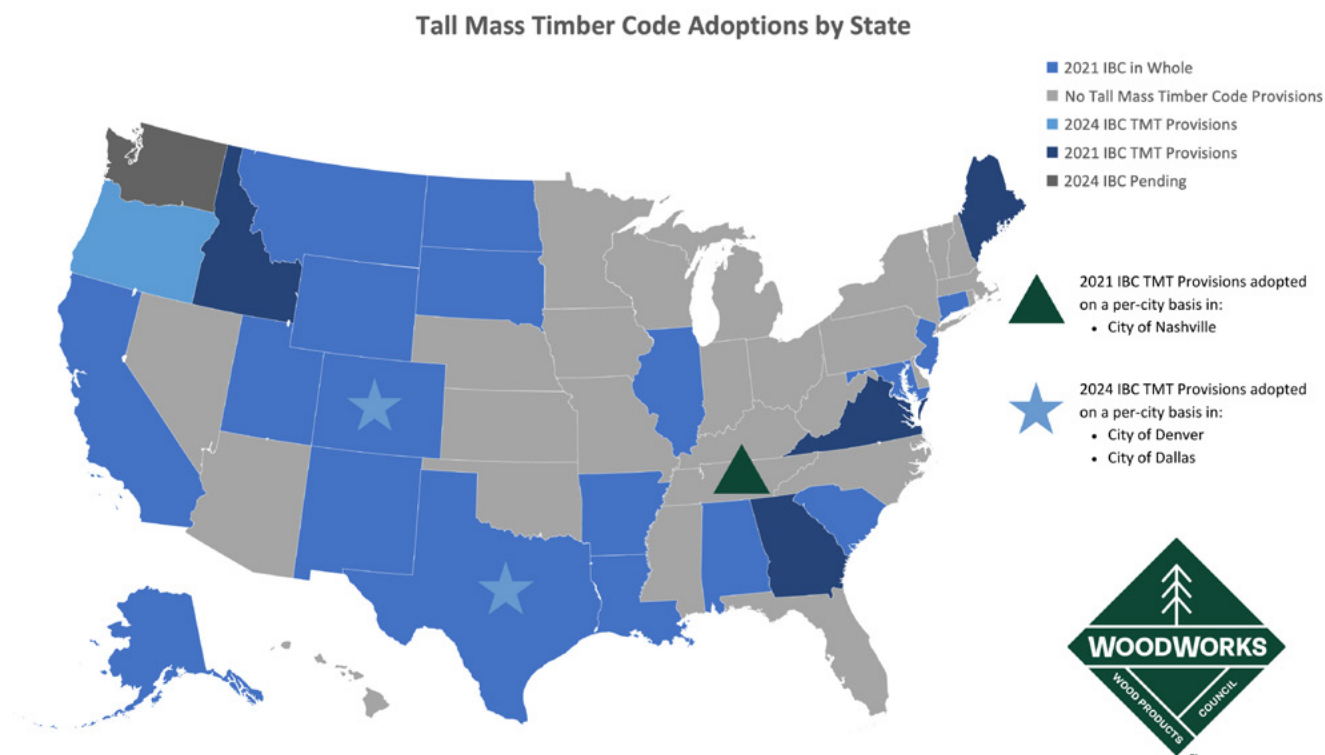 Tall Mass Timber Code Adoptions by State
2021 IBC in Whole
No Tall Mass Timber Code Provisions
2024 IBC TMT Provisions
2021 IBC TMT Provisions
2024 IBC Pending
2021 IBC TMT Provisions adopted
on a per-city basis in:
• City of Nashville
2024 IBC TMT Provisions adopted
on a per-city basis in:
• City of Denver
• City of Dallas
WOODWORKS
WOOD PRODUCTS
COUNCIL